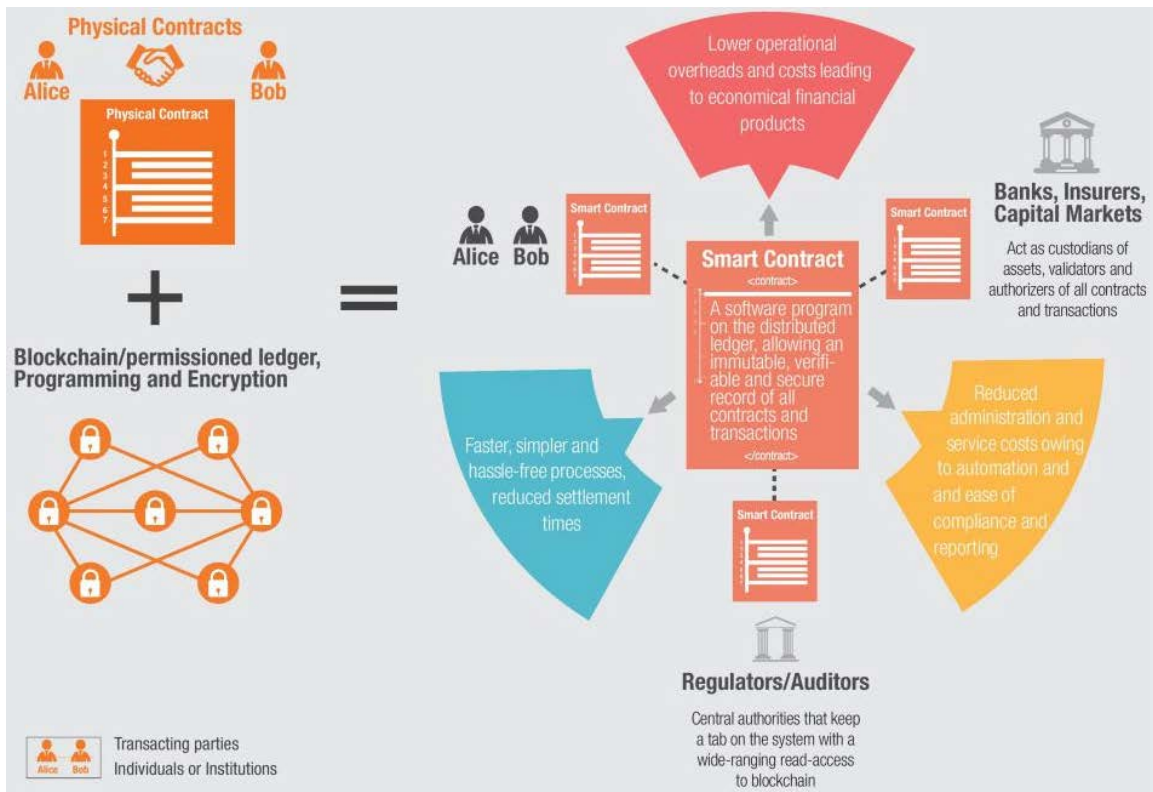 Physical Contracts
Alice
Bob
Physical Contract
1
2
3
4
5
6
7
Blockchain/permissioned ledger,
Programming and Encryption
Alice
Bob
Transacting parties
Individuals or Institutions
Lower operational
overheads and costs leading
to economical financial
products
Alice
Bob
Smart Contract
Smart Contract
<contract>
A software program
on the distributed
ledger, allowing an
immutable, verifi-
able and secure
record of all
contracts and
transactions
</contract>
Smart Contract
Banks, Insurers,
Capital Markets
Act as custodians of
assets, validators and
authorizers of all contracts
and transactions
Faster, simpler and
hassle-free processes,
reduced settlement
times
Reduced
administration and
service costs owing
to automation and
and ease of
compliance and
reporting
Smart Contract
Regulators/Auditors
Central authorities that keep
a tab on the system with a
wide-ranging read-access
to blockchain